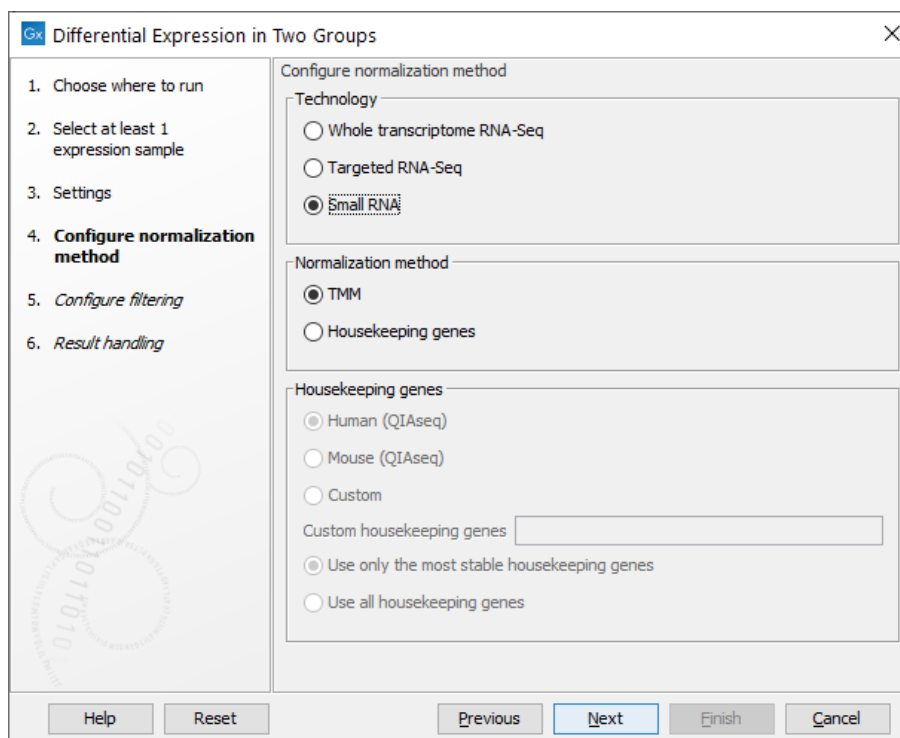 Gx Differential Expression in Two Groups
1. Choose where to run
2. Select at least 1
expression sample
3. Settings
4. Configure normalization
method
5. Configure filtering
6. Result handling
Configure normalization method
Technology
Whole transcriptome RNA-Seq
Targeted RNA-Seq
Small RNA
Normalization method
TMM
Housekeeping genes
Housekeeping genes
Human (QIAseq)
Mouse (QIAseq)
Custom
Custom housekeeping genes
Use only the most stable housekeeping genes
Use all housekeeping genes
Help Reset Previous Next Finish Cancel